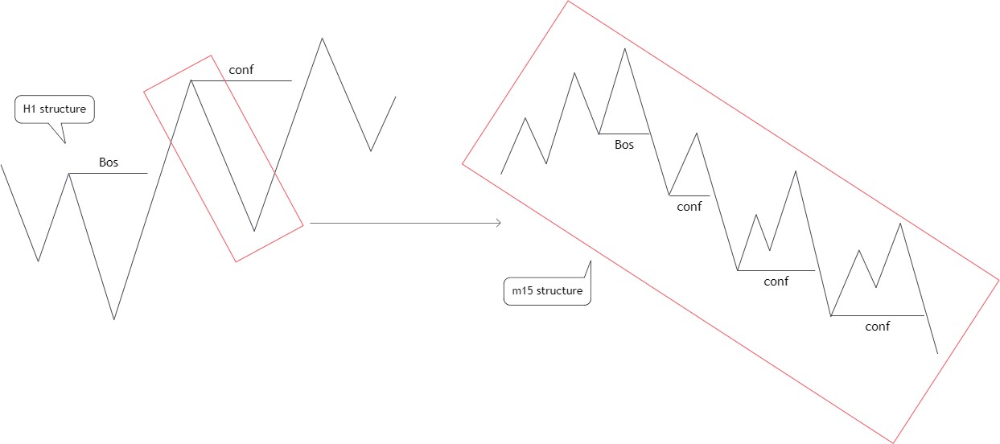 conf
H1 structure
Bos
Bos
conf
conf
m15 structure
conf